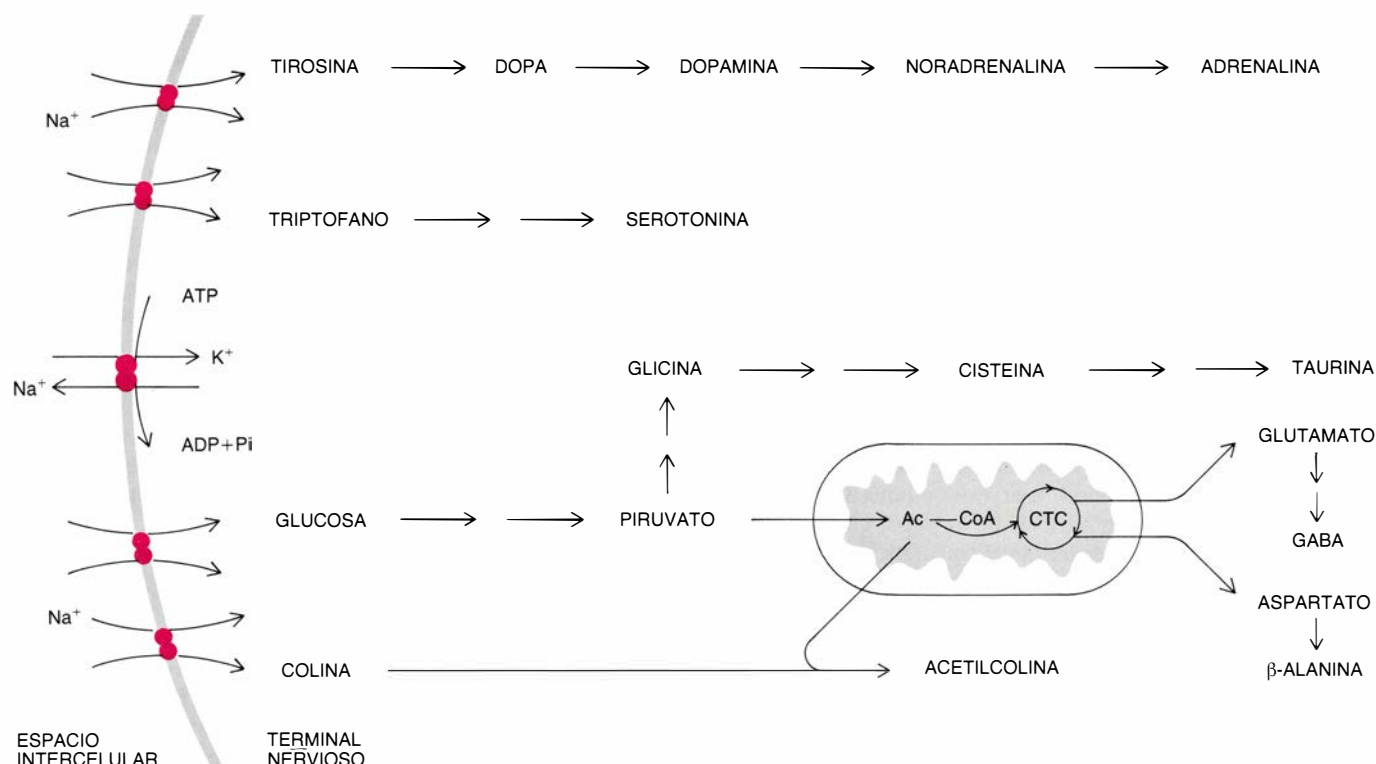 TIROSINA DOPA DOPAMINA NORADRENALINA ADRENALINA
Na⁺
TRIPTOFANO SEROTONINA
ATP
K⁺
Na⁺
ADP+Pi
GLICINA CISTEINA TAURINA
GLUTAMATO
GABA
GLUCOSA PIRUVATO Ac CoA CTC
ASPARTATO
β-ALANINA
Na⁺
COLINA ACETILCOLINA
ESPACIO
INTERCELULAR
TERMINAL
NERVIOSO